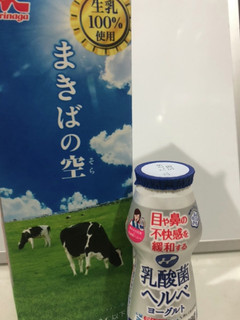 rinaga
生乳
100%
使用
まきばの空
そら
目や鼻の
不快感を
緩和する
乳酸菌
ヘルベ
ヨーグルト